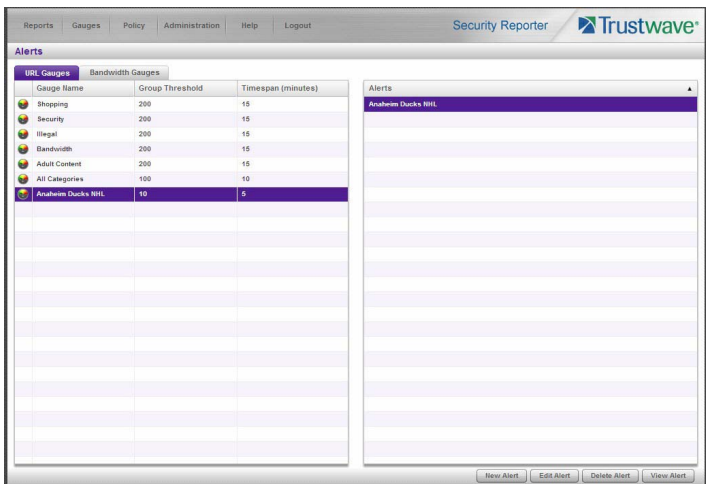 Reports Gauges Policy Administration Help Logout Security Reporter Trustwave®
Alerts
URL Gauges Bandwidth Gauges
Gauge Name Group Threshold Timespan (minutes) Alerts
Shopping 200 15 Anaheim Ducks NHL
Security 200 15
Illegal 200 15
Bandwidth 200 15
Adult Content 200 15
All Categories 100 10
Anaheim Ducks NHL 10 5
New Alert Edit Alert Delete Alert View Alert